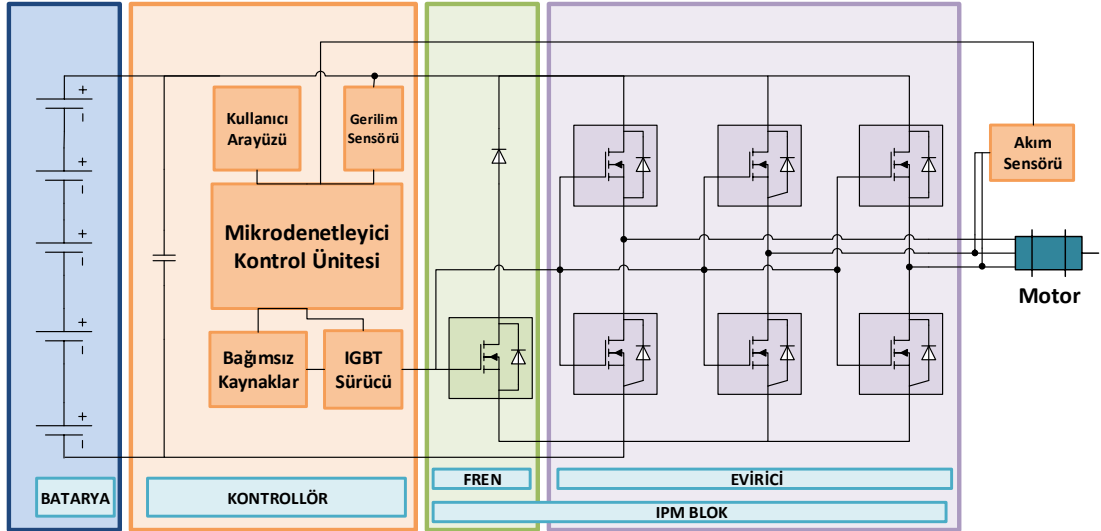 Kullanıcı
Arayüzü
Gerilim
Sensörü
Akım
Sensörü
Mikrodenetleyici
Kontrol Ünitesi
Motor
Bağımsız
Kaynaklar
IGBT
Sürücü
BATARYA
KONTROLLÖR
FREN
EVİRİCİ
IPM BLOK
+
-
+
-
+
-
+
-
+
-